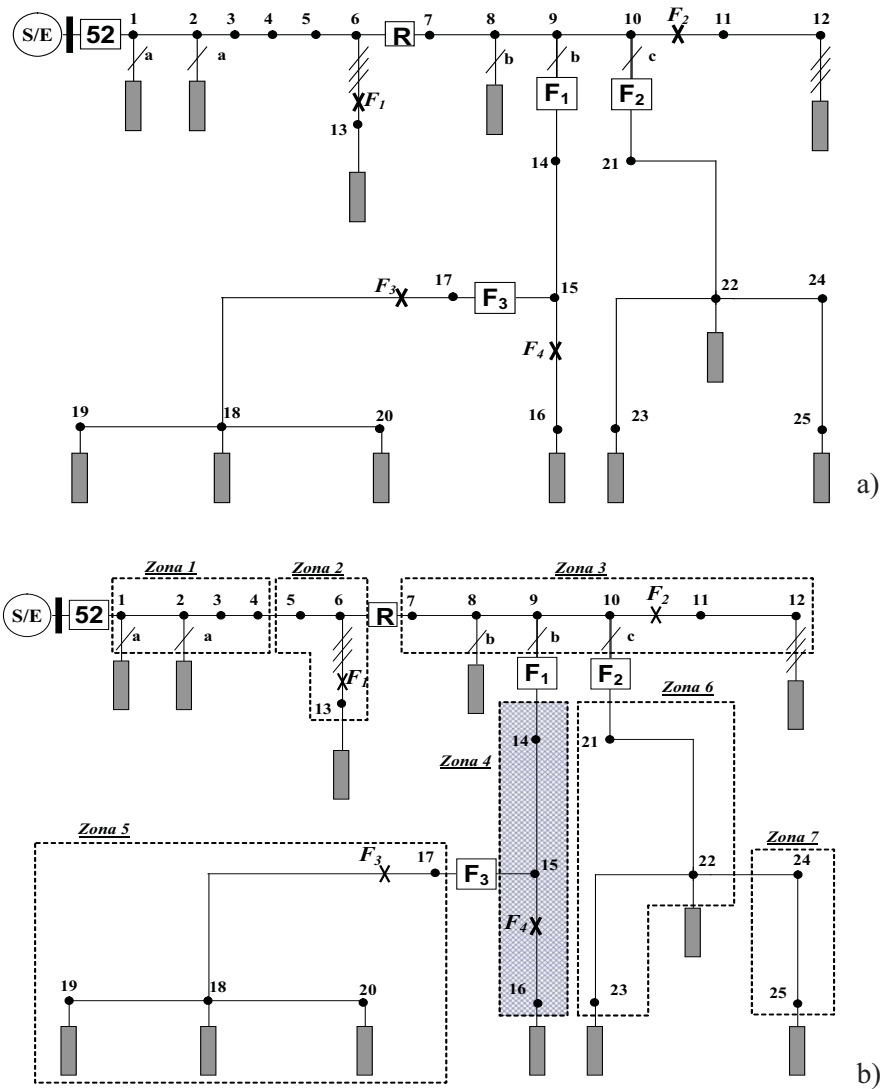 1 2 3 4 5 6 7 8 9 10 F₂ 11 12
S/E 52 R
a a b b c
F₁ F₁ F₂
13
14 21
F₃ 17 F₃ 15 22 24
F₄
19 18 20 16 23 25
a)
Zona 1 Zona 2 Zona 3
1 2 3 4 5 6 7 8 9 10 F₂ 11 12
S/E 52 R
a a b b c
F₁ F₁ F₂
13
Zona 6
Zona 4 14 21
Zona 5 Zona 7
F₃ 17 F₃ 15 22 24
F₄
19 18 20 16 23 25
b)